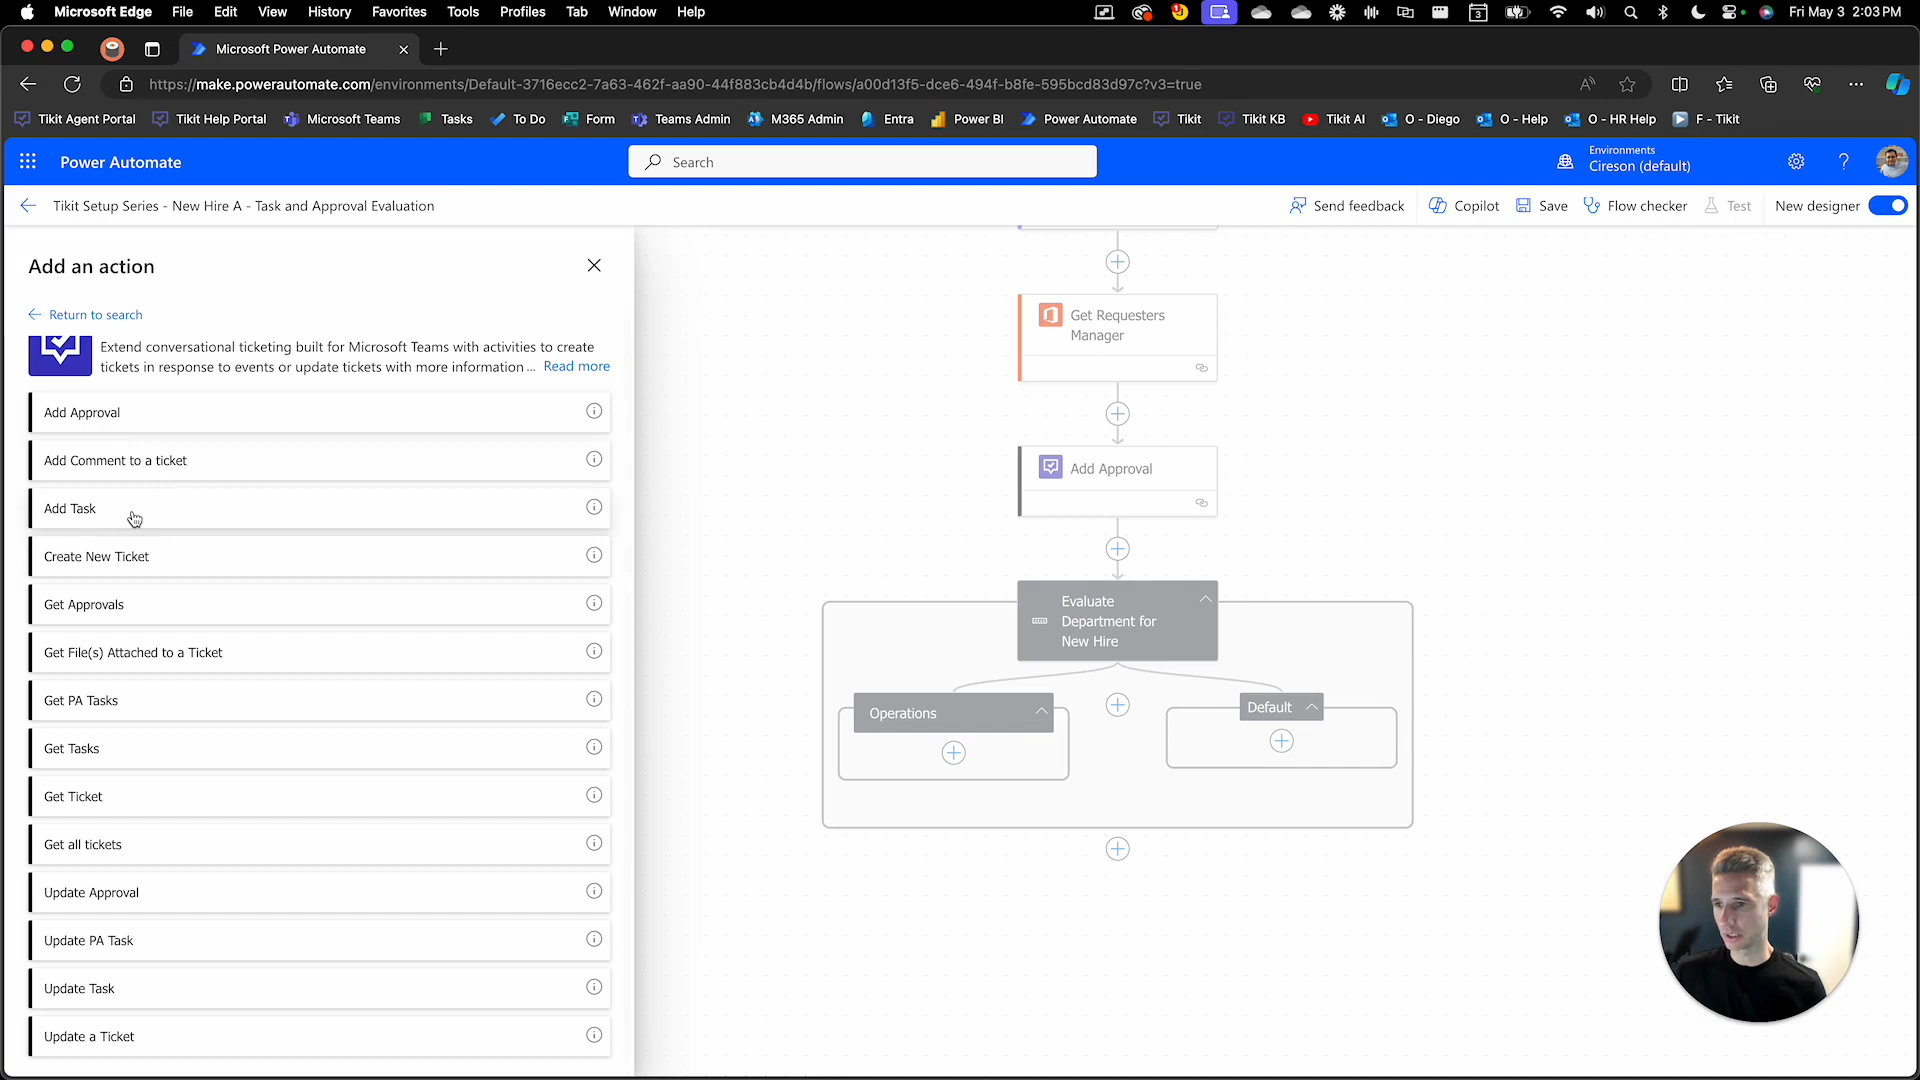 Microsoft Edge File Edit View History Favorites Tools Profiles Tab Window Help
3
Fri May 3 2:03 PM
Microsoft Power Automate
https://make.powerautomate.com/environments/Default-3716ecc2-7a63-462f-aa90-44f883cb4d4b/flows/a00d13f5-dce6-494f-b8fe-595bcd83d97c?v3=true
Tikit Agent Portal Tikit Help Portal Microsoft Teams Tasks To Do Form Teams Admin M365 Admin Entra Power BI Power Automate Tikit Tikit KB Tikit AI O - Diego O - Help O - HR Help F - Tikit
Power Automate
Search
Environments
Cireson (default)
Tikit Setup Series - New Hire A - Task and Approval Evaluation
Send feedback Copilot Save Flow checker Test New designer
Add an action
Return to search
Extend conversational ticketing built for Microsoft Teams with activities to create
tickets in response to events or update tickets with more information ... Read more
Add Approval
Add Comment to a ticket
Add Task
Create New Ticket
Get Approvals
Get File(s) Attached to a Ticket
Get PA Tasks
Get Tasks
Get Ticket
Get all tickets
Update Approval
Update PA Task
Update Task
Update a Ticket
Get Requesters
Manager
Add Approval
Evaluate
Department for
New Hire
Operations
Default